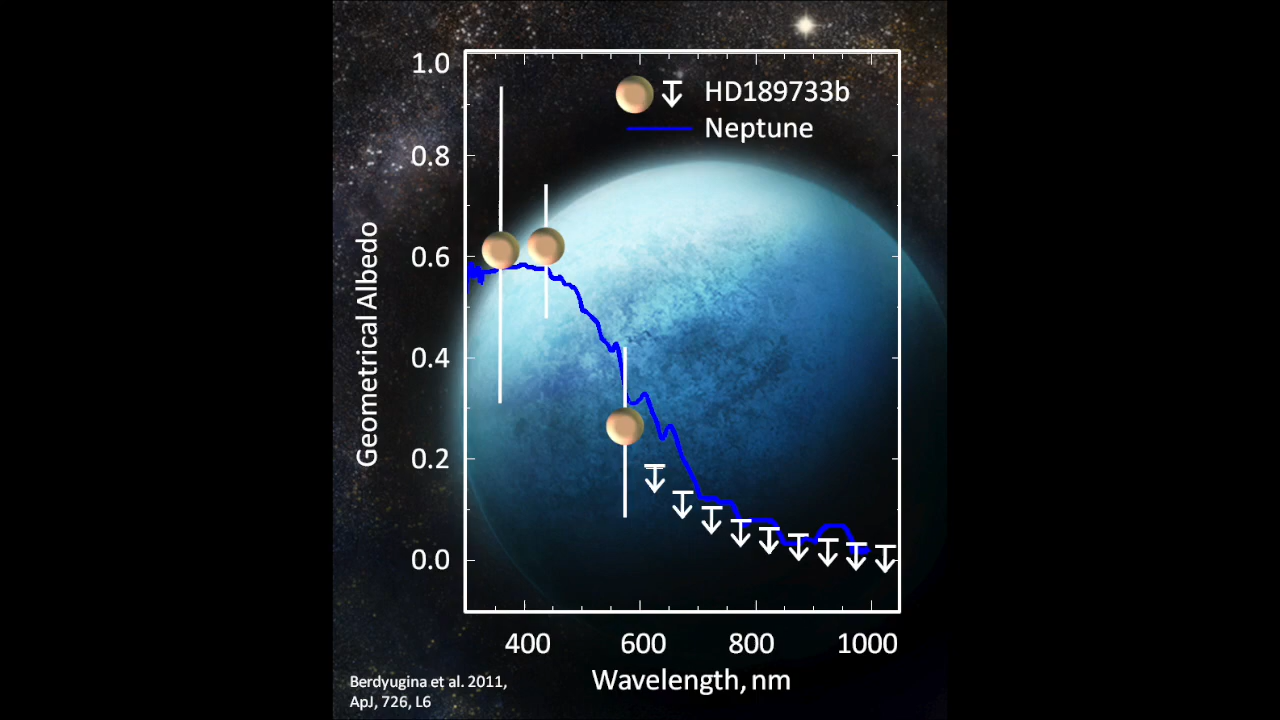 1.0
0.8
0.6
0.4
0.2
0.0
Geometrical Albedo
HD189733b
Neptune
400 600 800 1000
Wavelength, nm
Berdyugina et al. 2011,
ApJ, 726, L6